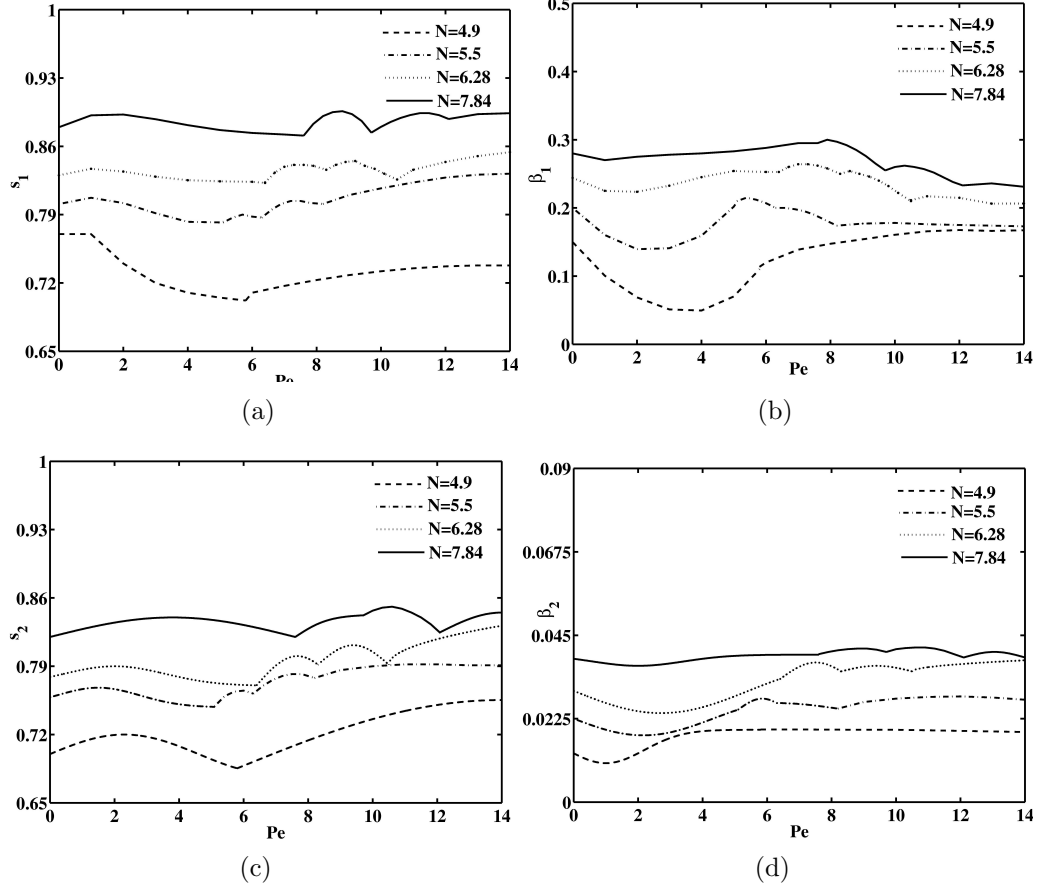 1
0.93
0.86
0.79
0.72
0.65
s1
0 2 4 6 8 10 12 14
Pe
N=4.9
N=5.5
N=6.28
N=7.84
(a)
0.5
0.4
0.3
0.2
0.1
0
β1
0 2 4 6 8 10 12 14
Pe
N=4.9
N=5.5
N=6.28
N=7.84
(b)
1
0.93
0.86
0.79
0.72
0.65
s2
0 2 4 6 8 10 12 14
Pe
N=4.9
N=5.5
N=6.28
N=7.84
(c)
0.09
0.0675
0.045
0.0225
0
β2
0 2 4 6 8 10 12 14
Pe
N=4.9
N=5.5
N=6.28
N=7.84
(d)